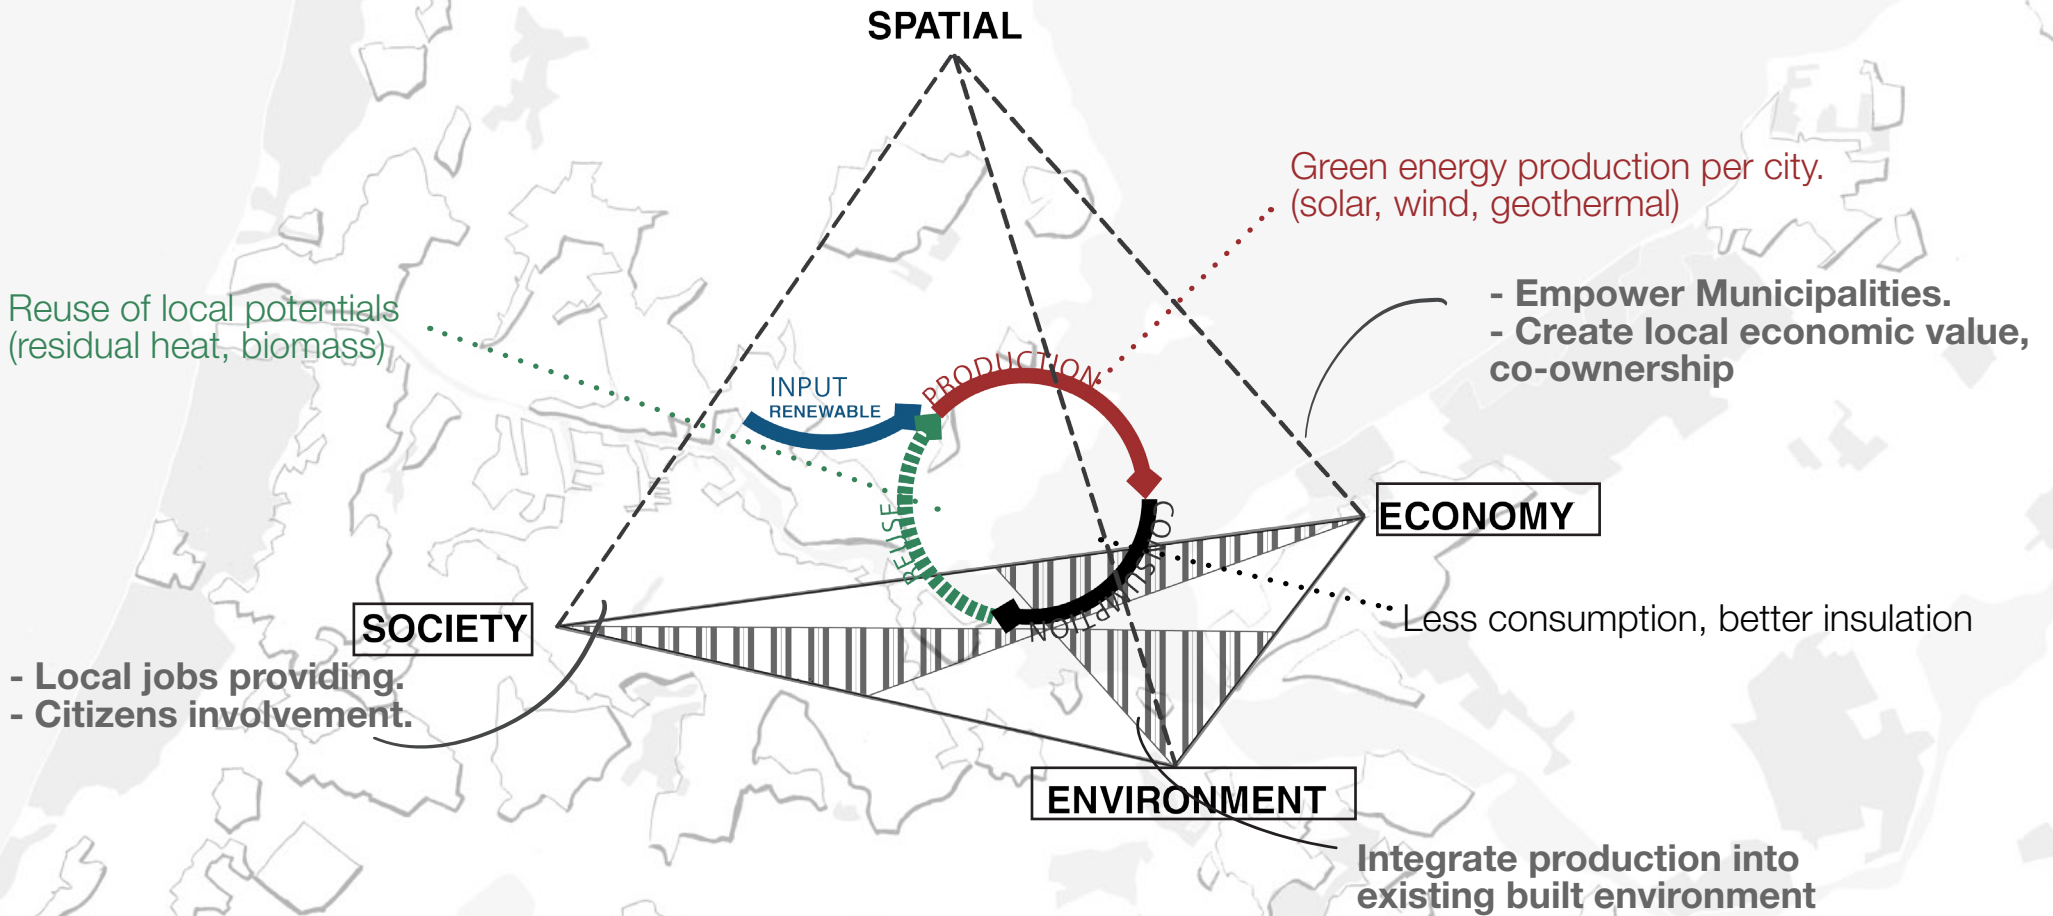 SPATIAL
Green energy production per city.
(solar, wind, geothermal)
- Empower Municipalities.
- Create local economic value,
co-ownership
Reuse of local potentials
(residual heat, biomass)
INPUT
RENEWABLE
PRODUCTION
CONSUMPTION
REUSE
ECONOMY
Less consumption, better insulation
SOCIETY
- Local jobs providing.
- Citizens involvement.
ENVIRONMENT
Integrate production into
existing built environment